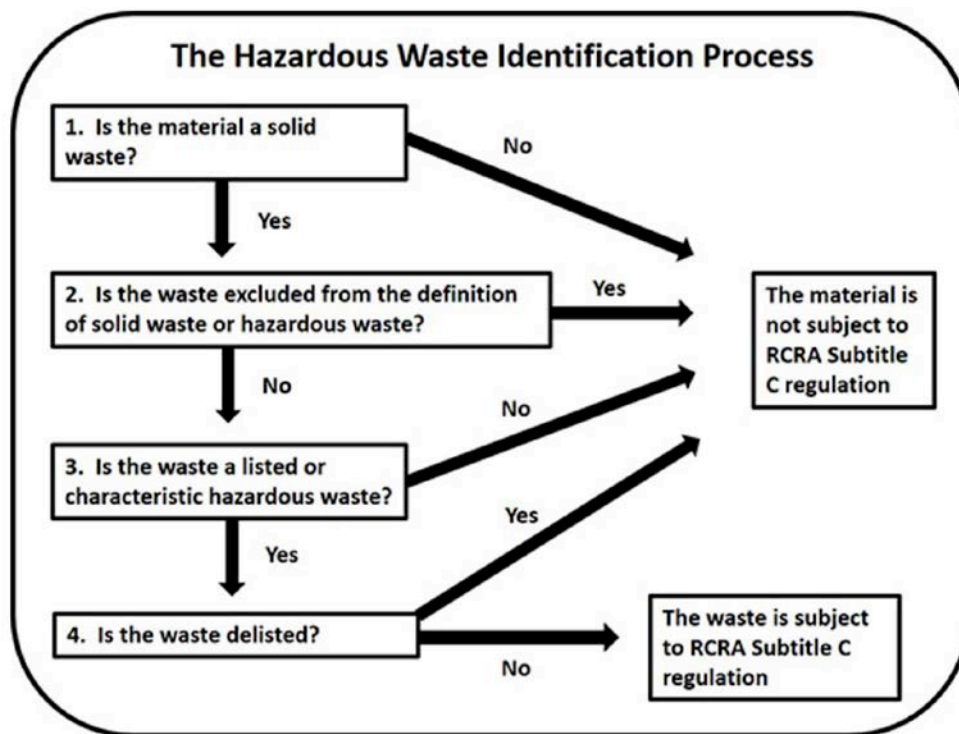 The Hazardous Waste Identification Process
1. Is the material a solid
waste?
No
Yes
2. Is the waste excluded from the definition
of solid waste or hazardous waste?
Yes
The material is
not subject to
RCRA Subtitle
C regulation
No
No
3. Is the waste a listed or
characteristic hazardous waste?
Yes
Yes
4. Is the waste delisted?
No
The waste is subject
to RCRA Subtitle C
regulation